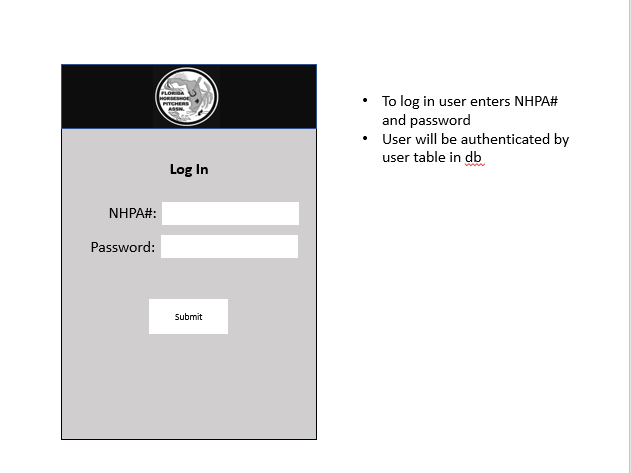 FLORIDA
HORSESHOE
PITCHERS
ASSN.
Log In
NHPA#:
Password:
Submit
• To log in user enters NHPA#
and password
• User will be authenticated by
user table in db